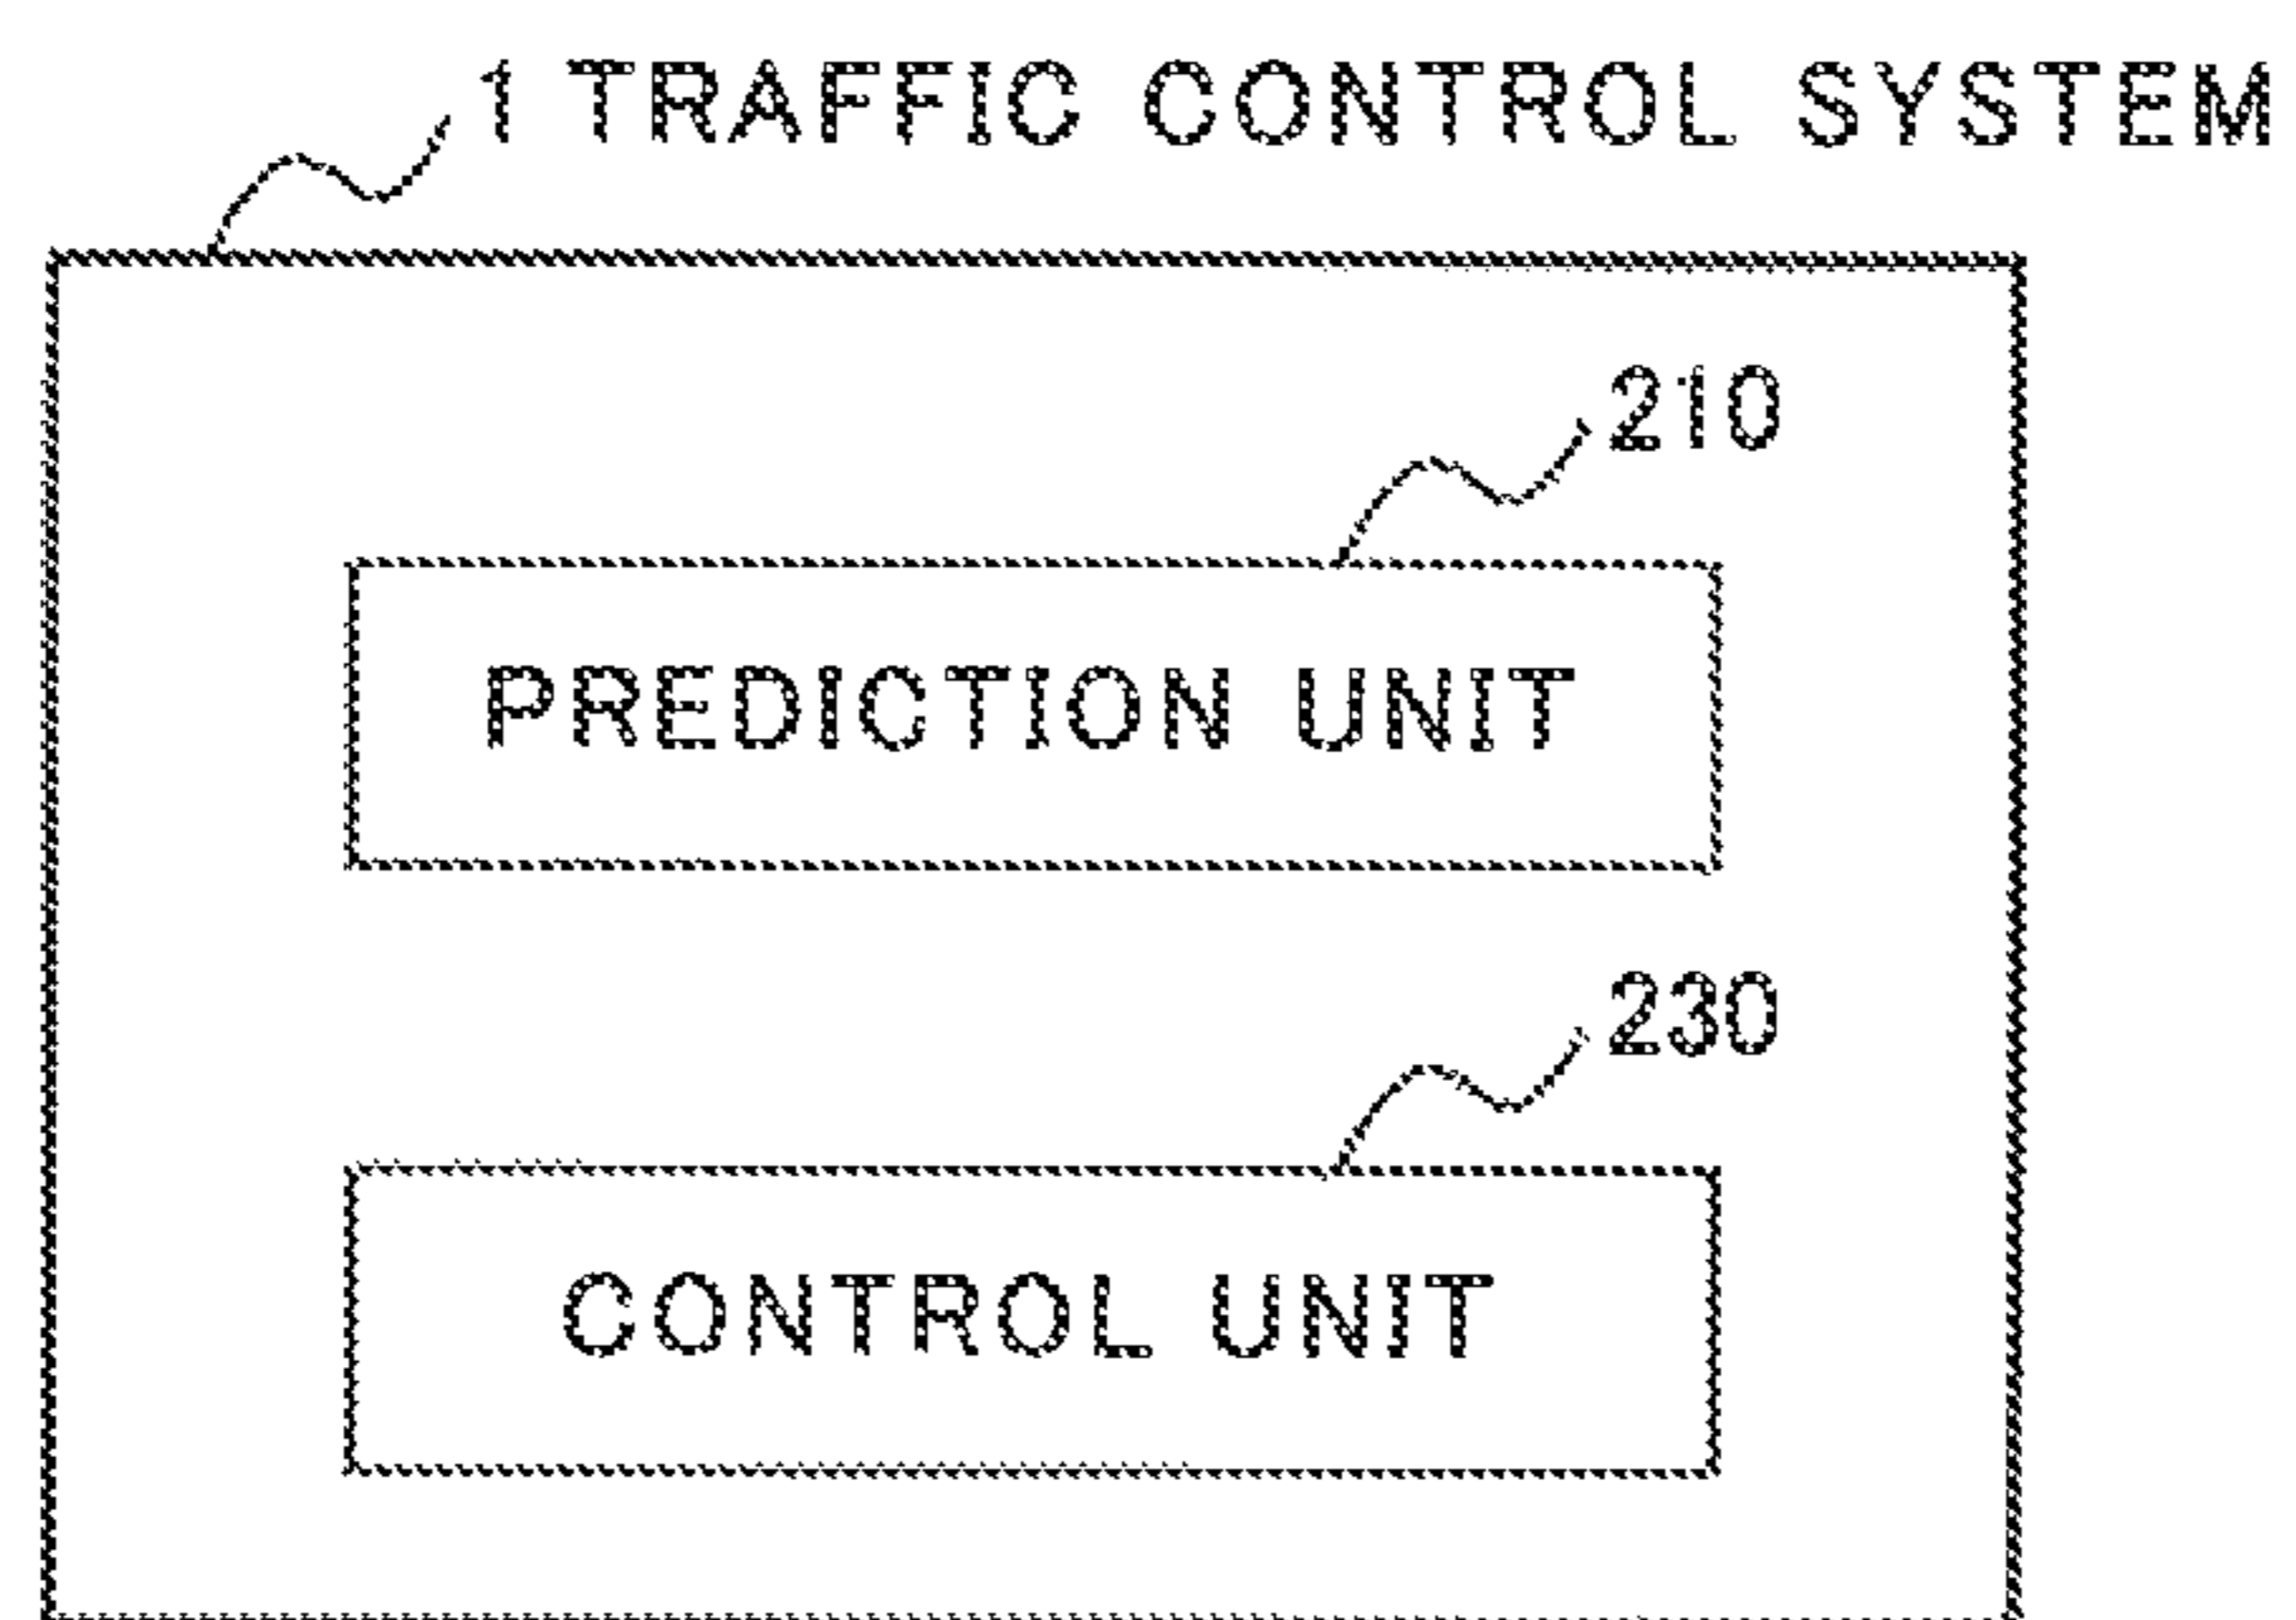 1 TRAFFIC CONTROL SYSTEM
210
PREDICTION UNIT
230
CONTROL UNIT